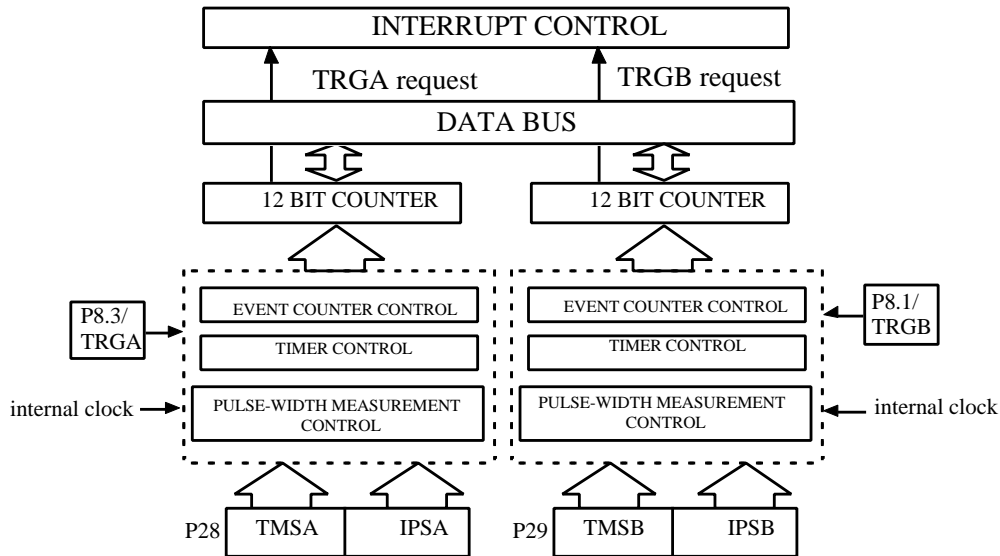 INTERRUPT CONTROL
TRGA request
TRGB request
DATA BUS
12 BIT COUNTER
12 BIT COUNTER
EVENT COUNTER CONTROL
TIMER CONTROL
PULSE-WIDTH MEASUREMENT
CONTROL
EVENT COUNTER CONTROL
TIMER CONTROL
PULSE-WIDTH MEASUREMENT
CONTROL
P8.3/
TRGA
P8.1/
TRGB
internal clock
internal clock
P28
TMSA
IPSA
P29
TMSB
IPSB